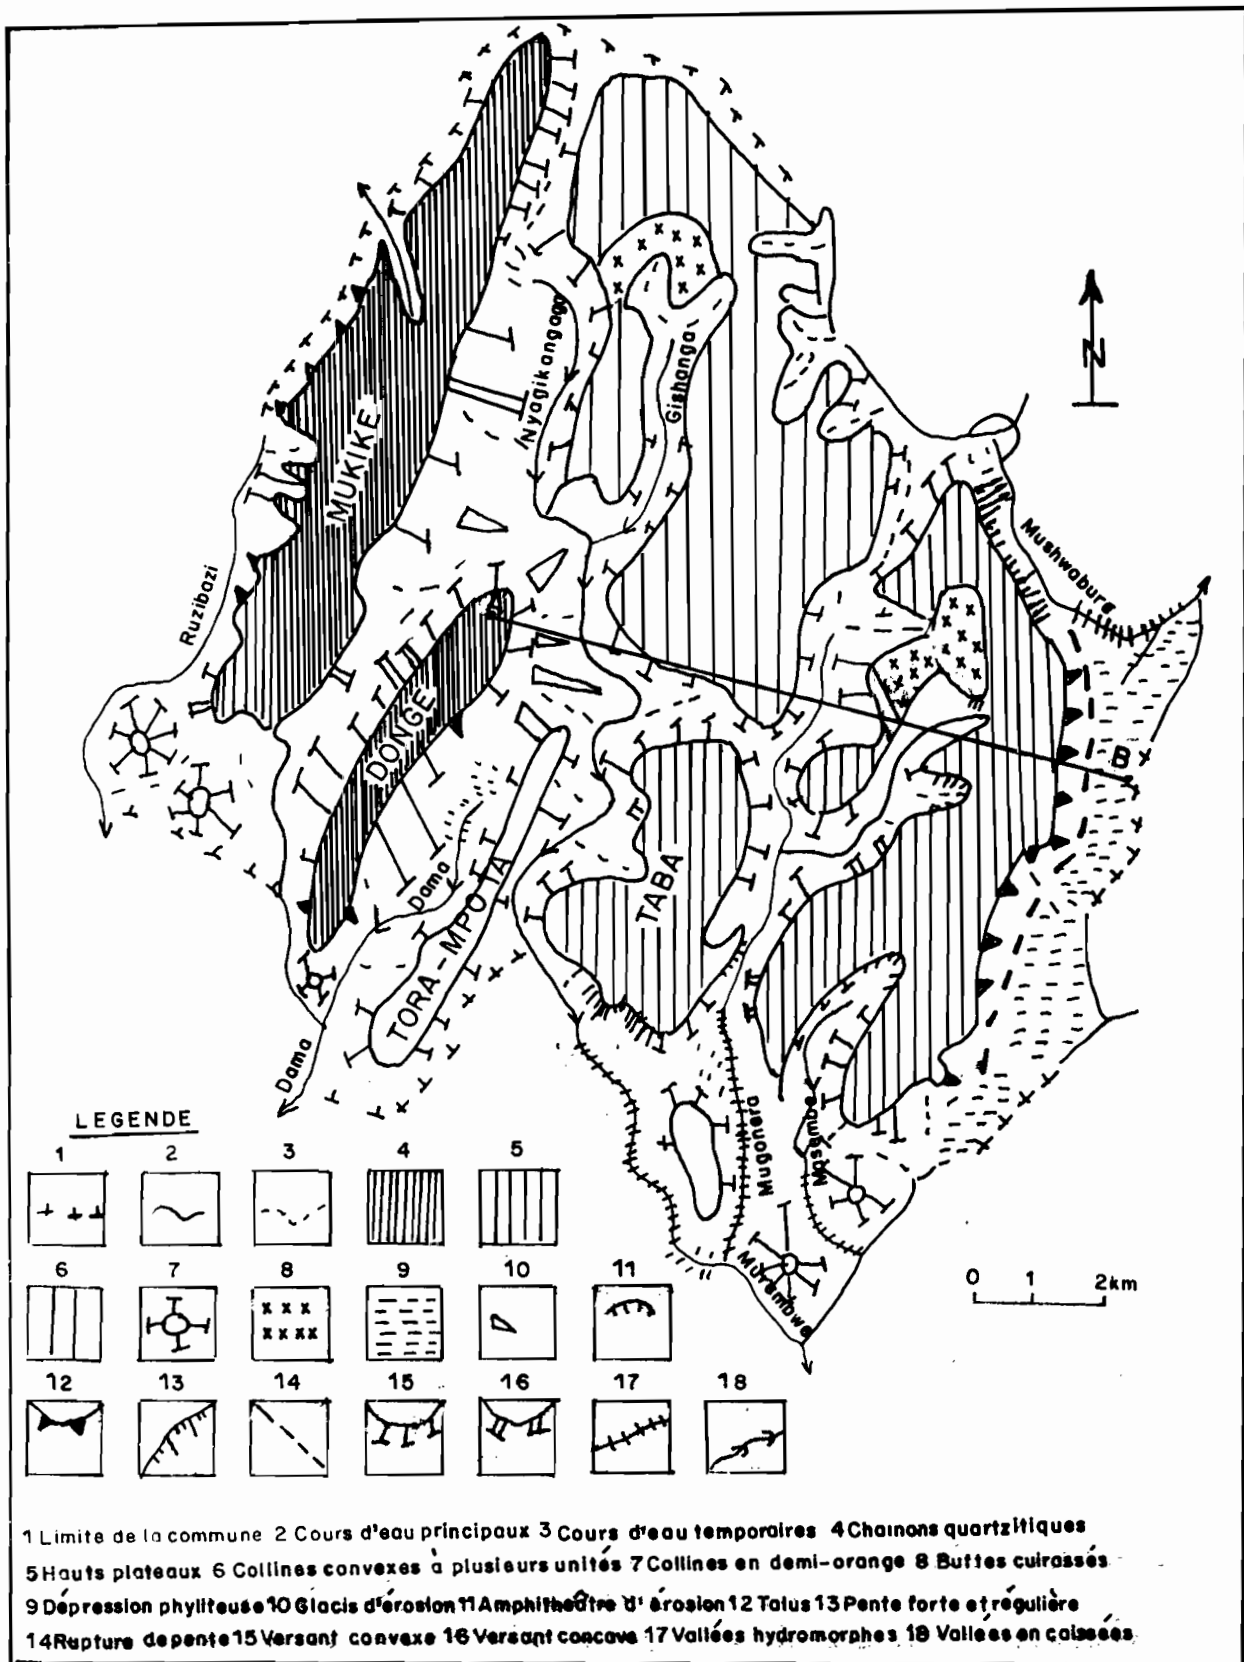 N
Nyagikangaga
Gishanga
MUKIKE
Mushwabure
Ruzibazi
DONGE
B
TABA
Dama
TORA-MPOTA
Dama
LEGENDE
1 2 3 4 5
Mugonera
6 7 8 9 10 11
0 1 2km
Murembwe
12 13 14 15 16 17 18
1 Limite de la commune 2 Cours d'eau principaux 3 Cours d'eau temporaires 4 Chainons quartzitiques
5 Hauts plateaux 6 Collines convexes à plusieurs unités 7 Collines en demi-orange 8 Buttes cuirassés
9 Dépression phyliteuse 10 Glacis d'érosion 11 Amphithéâtre d'érosion 12 Talus 13 Pente forte et régulière
14 Rupture de pente 15 Versant convexe 16 Versant concave 17 Vallées hydromorphes 18 Vallées en caissées